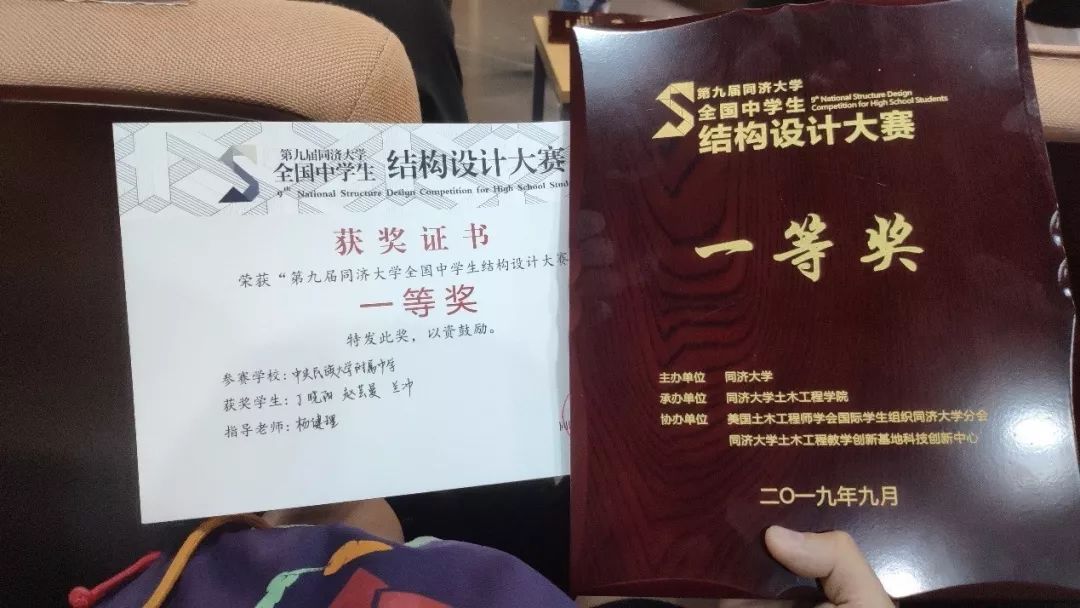 第九届同济大学
全国中学生 结构设计大赛
9th National Structure Design Competition for High School
获奖证书
荣获“第九届同济大学全国中学生结构设计大赛
一等奖
特发此奖,以资鼓励。
参赛学校:中央民族大学附属中学
获奖学生:丁晓阳 赵芸曼 兰冲
指导老师:杨健理
第九届同济大学
全国中学生
9th National Structure Design
Competition for High School Students
结构设计大赛
一等奖
主办单位 同济大学
承办单位 同济大学土木工程学院
协办单位 美国土木工程师学会国际学生组织同济大学分会
同济大学土木工程教学创新基地科技创新中心
二〇一九年九月